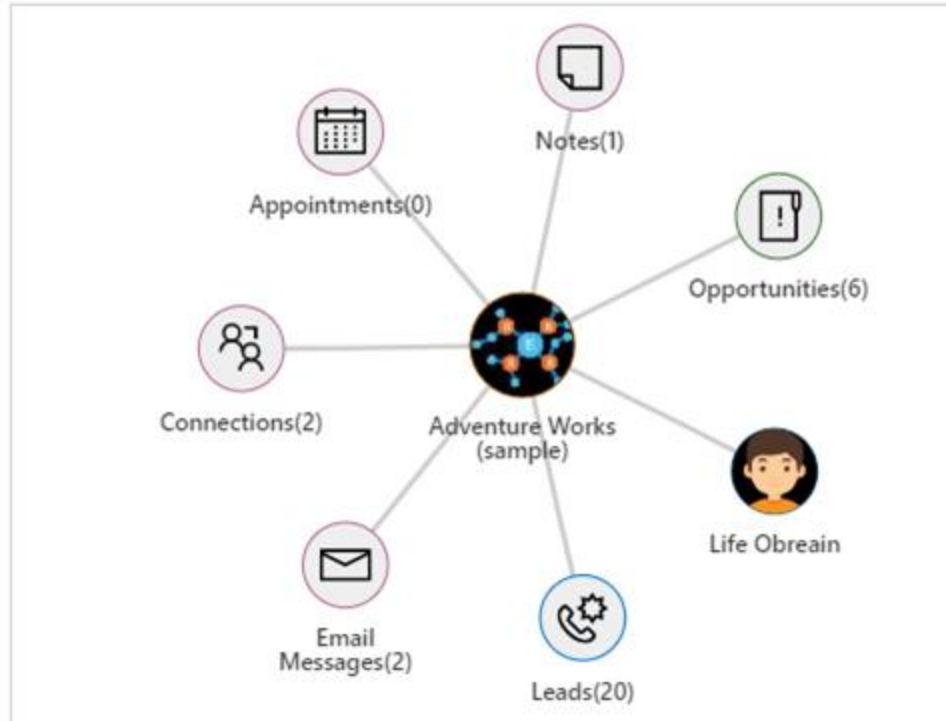 Notes(1)
Appointments(0)
Opportunities(6)
Connections(2)
Adventure Works
(sample)
Life Obreain
Email
Messages(2)
Leads(20)